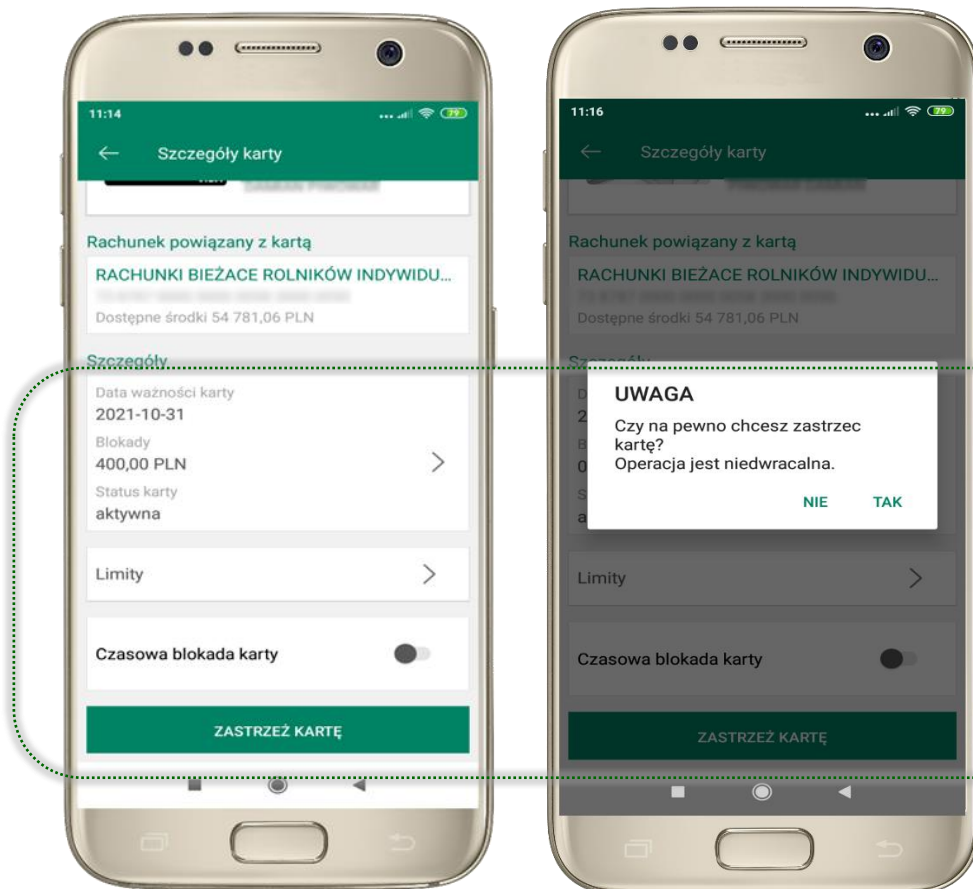 11:14
79
Szczegóły karty
Rachunek powiązany z kartą
RACHUNKI BIEŻACE ROLNIKÓW INDYWIDU...
Dostępne środki 54 781,06 PLN
Szczegóły
Data ważności karty
2021-10-31
Blokady
400,00 PLN
Status karty
aktywna
Limity
Czasowa blokada karty
ZASTRZEŻ KARTĘ
11:16
79
Szczegóły karty
Rachunek powiązany z kartą
RACHUNKI BIEŻACE ROLNIKÓW INDYWIDU...
Dostępne środki 54 781,06 PLN
Szczegóły
UWAGA
Czy na pewno chcesz zastrzec
kartę?
Operacja jest niedwracalna.
NIE TAK
Limity
Czasowa blokada karty
ZASTRZEŻ KARTĘ